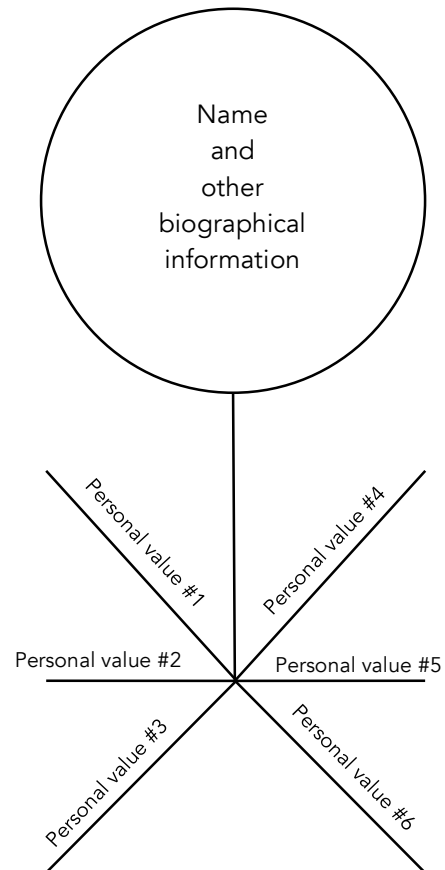 Name
and
other
biographical
information
Personal value #1
Personal value #4
Personal value #2
Personal value #5
Personal value #3
Personal value #6